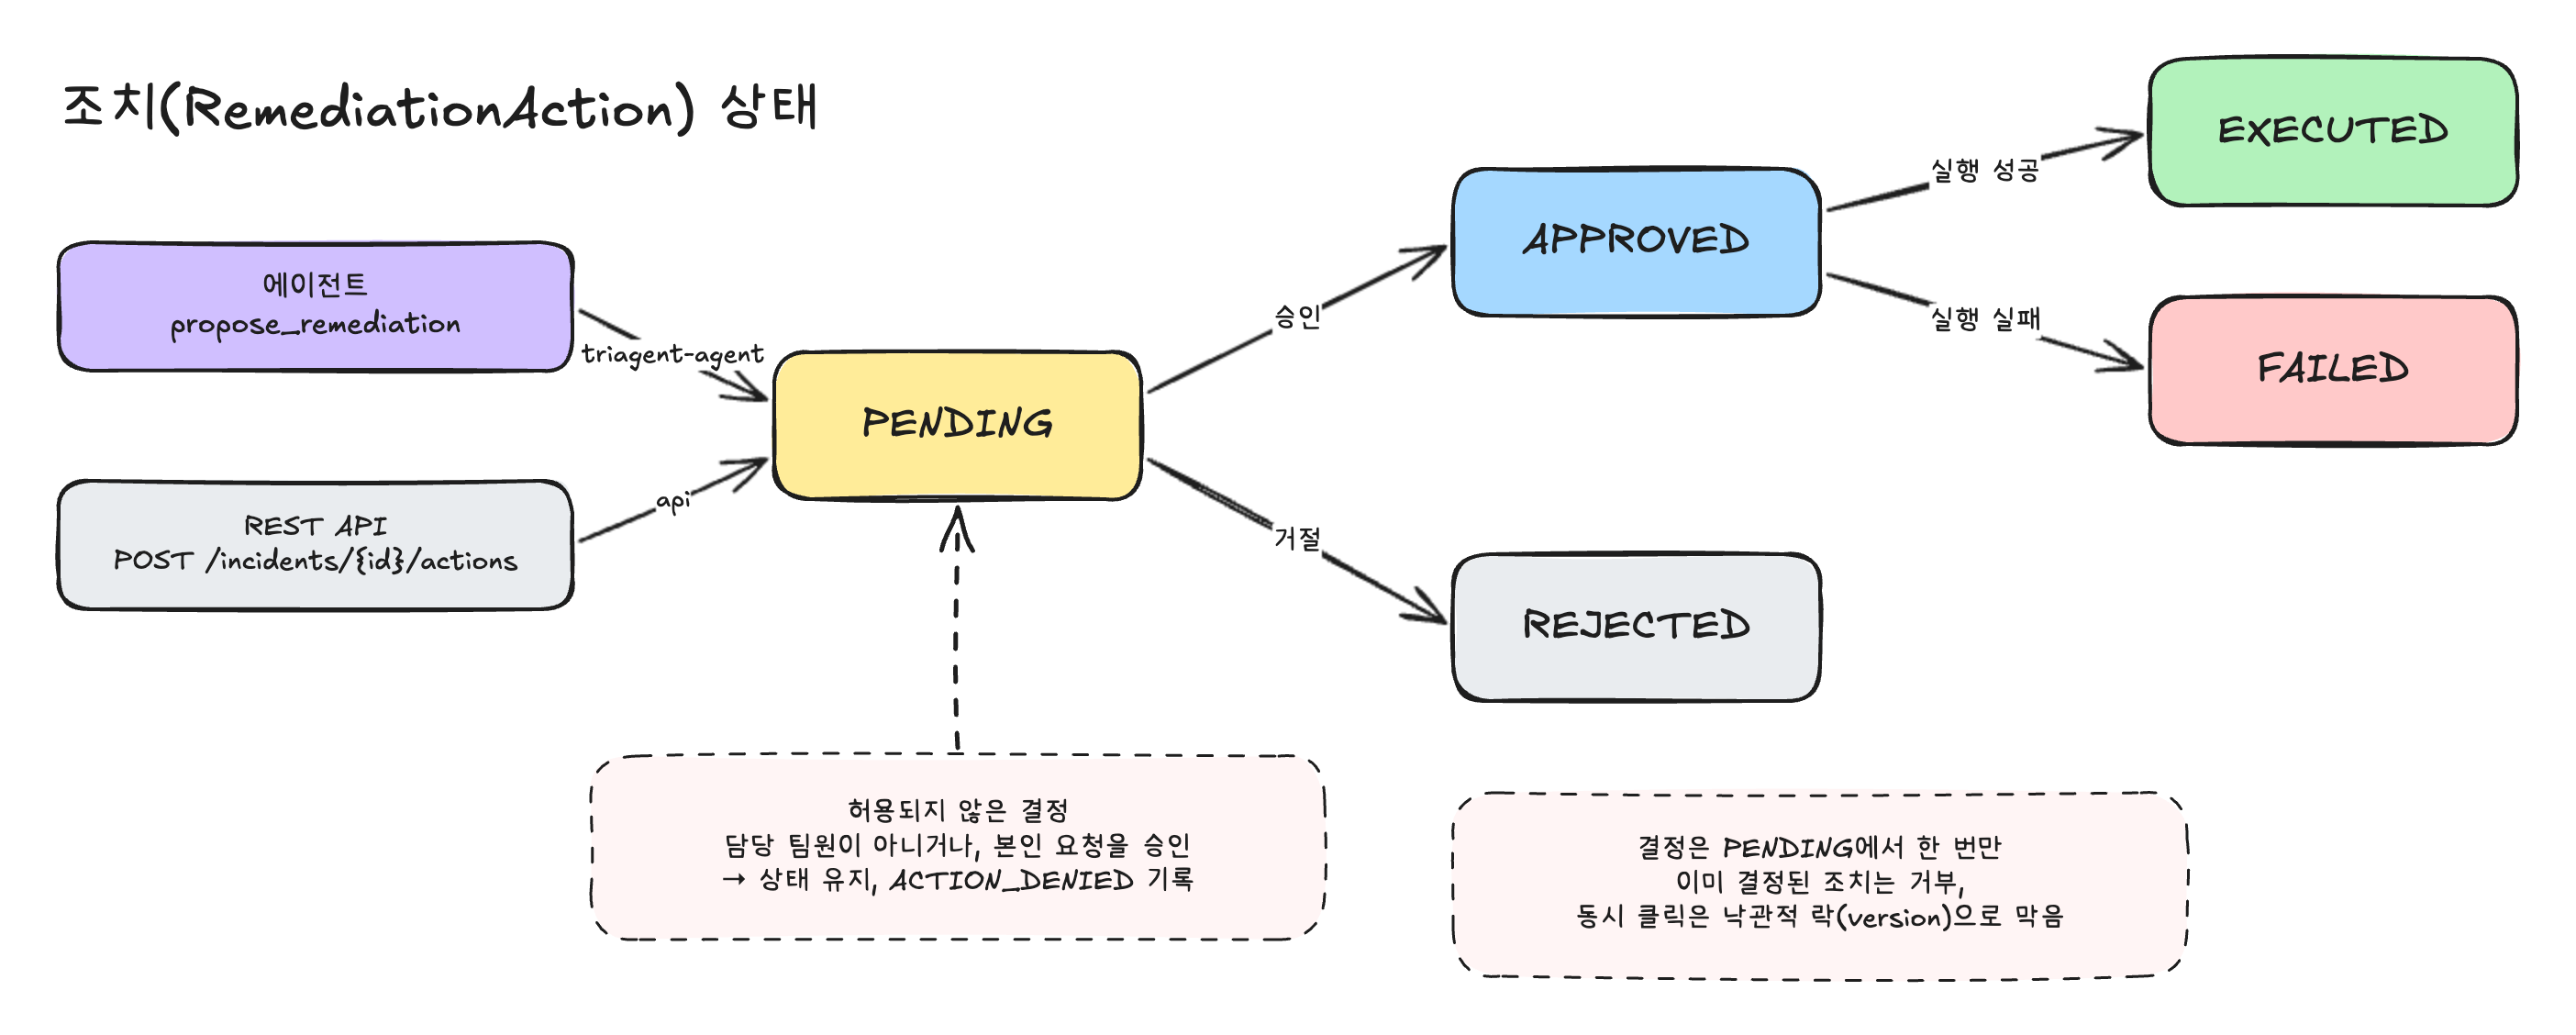 조치(RemediationAction) 상태
에이전트
propose_remediation
triagent-agent
REST API
POST /incidents/{id}/actions
api
PENDING
승인
거절
APPROVED
REJECTED
실행 성공
실행 실패
EXECUTED
FAILED
허용되지 않은 결정
담당 팀원이 아니거나, 본인 요청을 승인
→ 상태 유지, ACTION_DENIED 기록
결정은 PENDING에서 한 번만
이미 결정된 조치는 거부,
동시 클릭은 낙관적 락(version)으로 막음